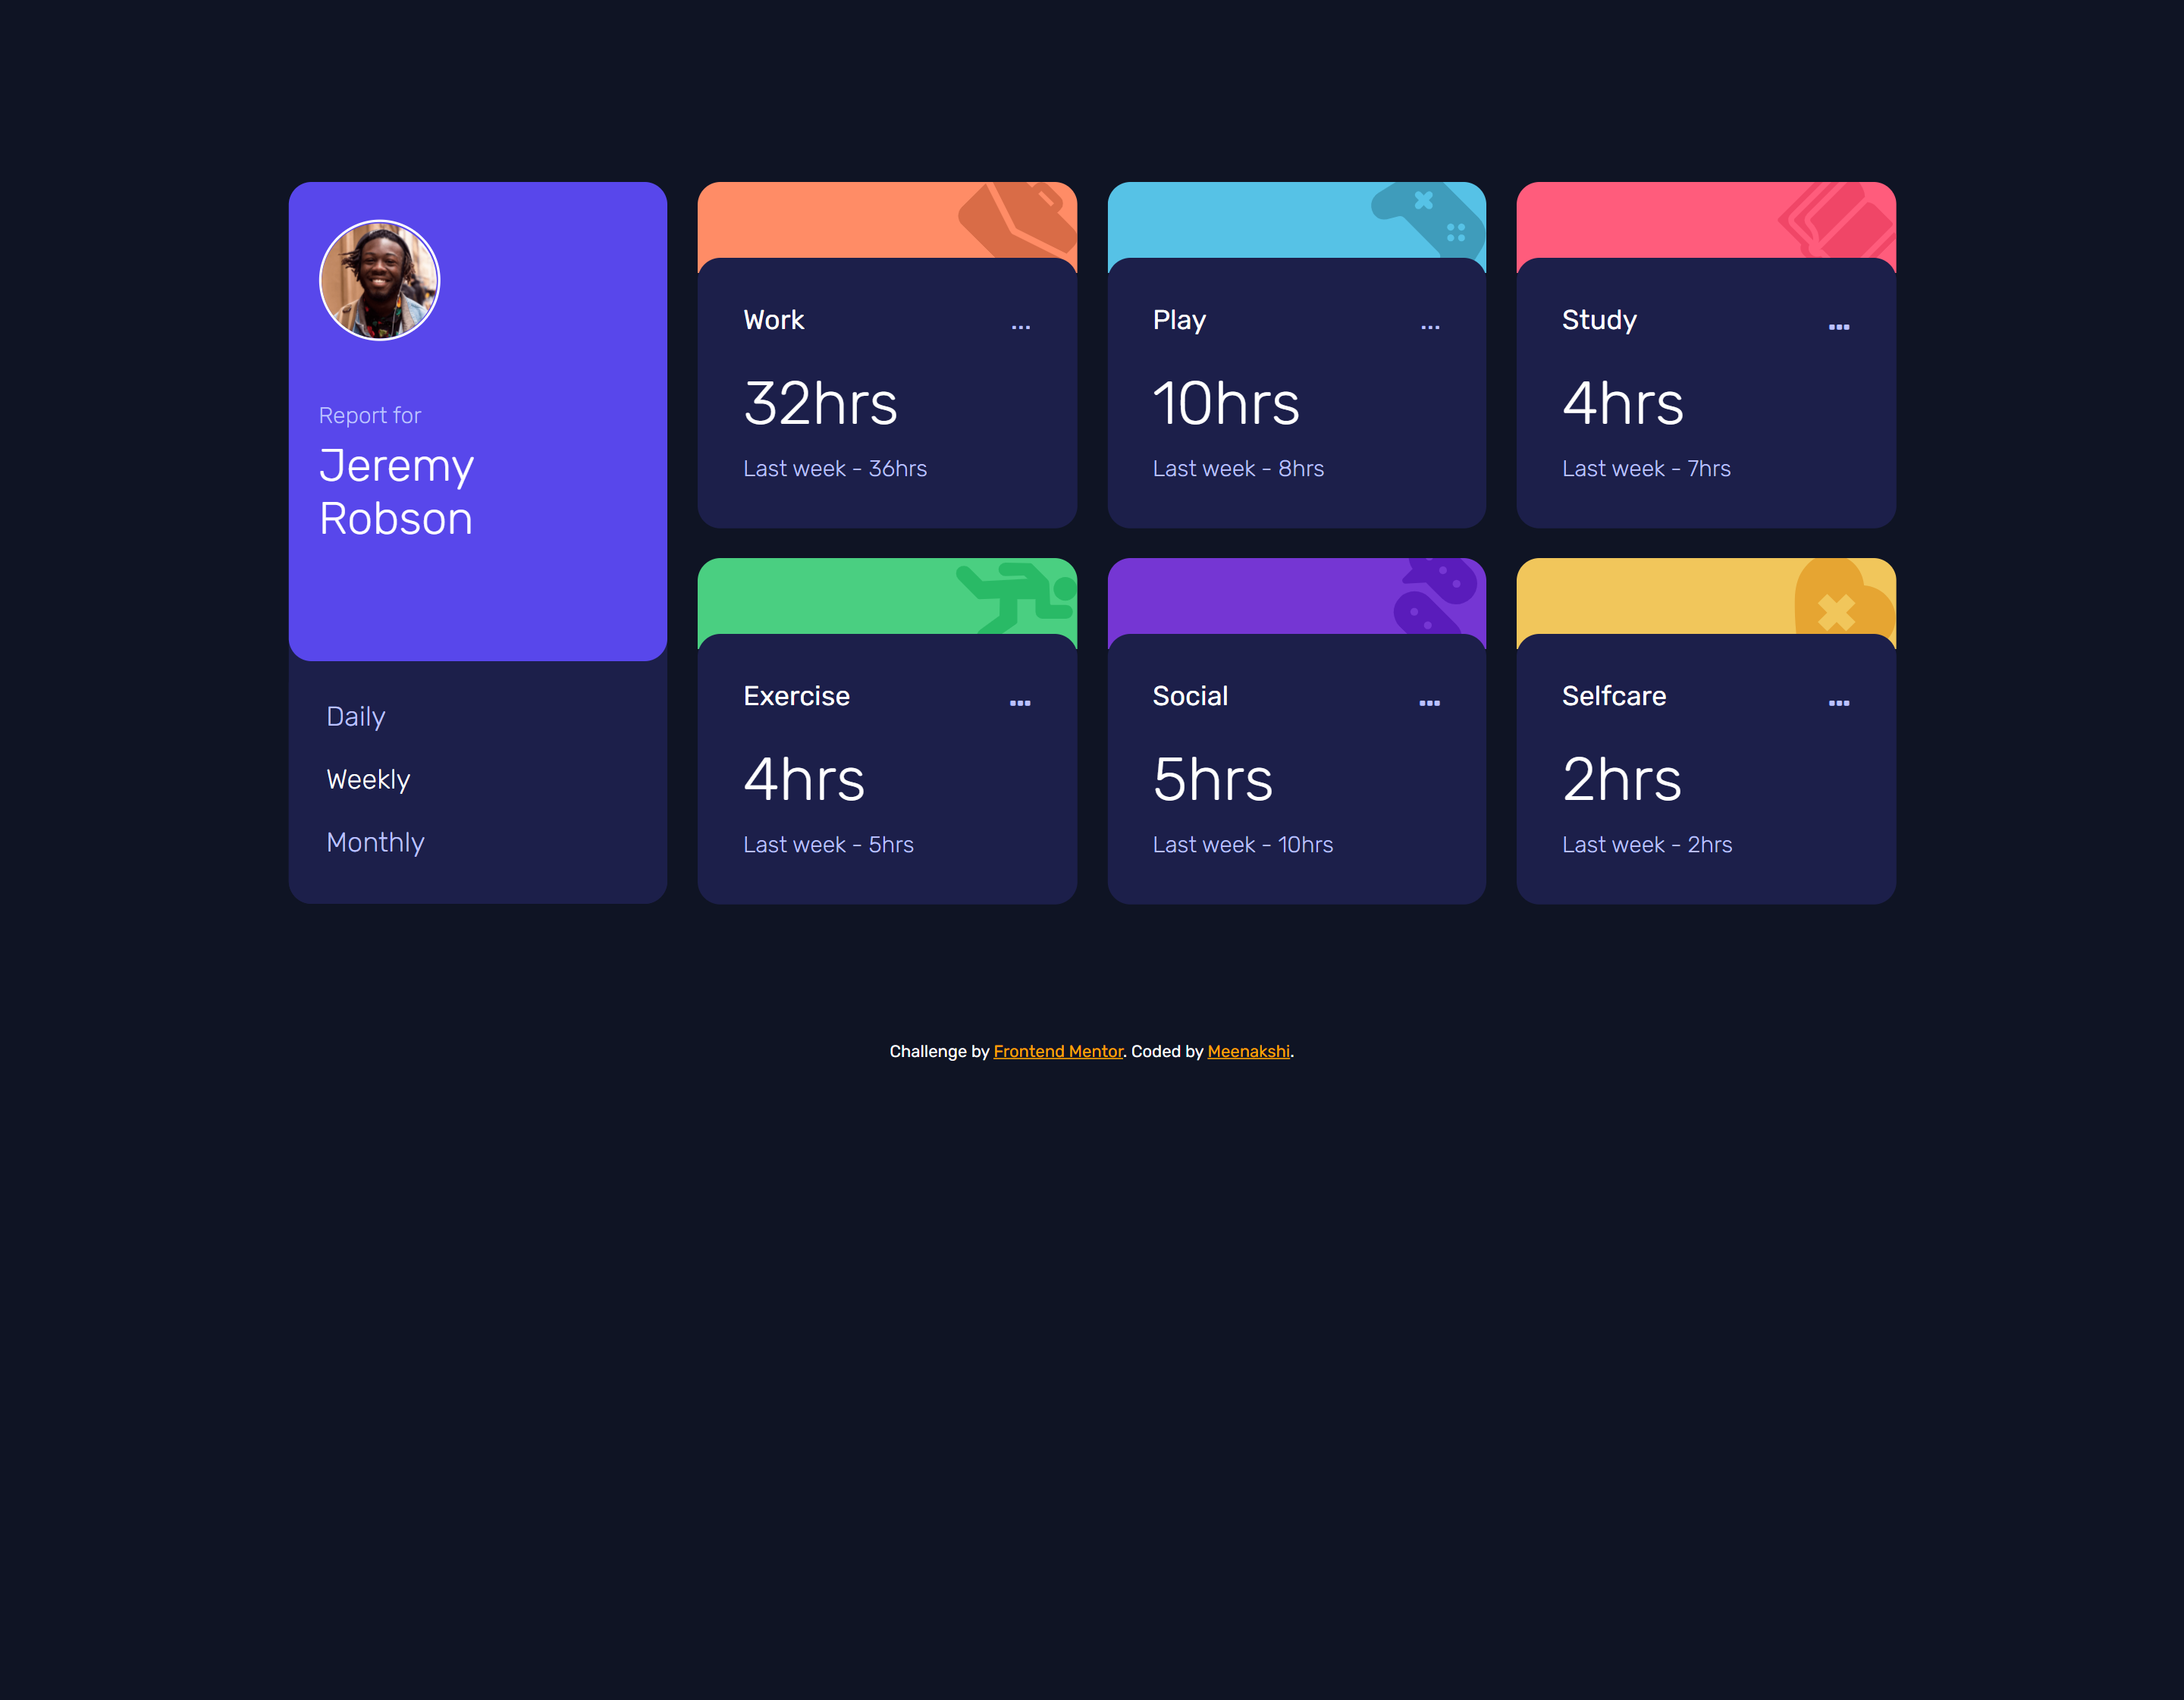 Report for
Jeremy
Robson
Daily
Weekly
Monthly
Work ...
32hrs
Last week - 36hrs
Play ...
10hrs
Last week - 8hrs
Study ...
4hrs
Last week - 7hrs
Exercise ...
4hrs
Last week - 5hrs
Social ...
5hrs
Last week - 10hrs
Selfcare ...
2hrs
Last week - 2hrs
Challenge by Frontend Mentor. Coded by Meenakshi.